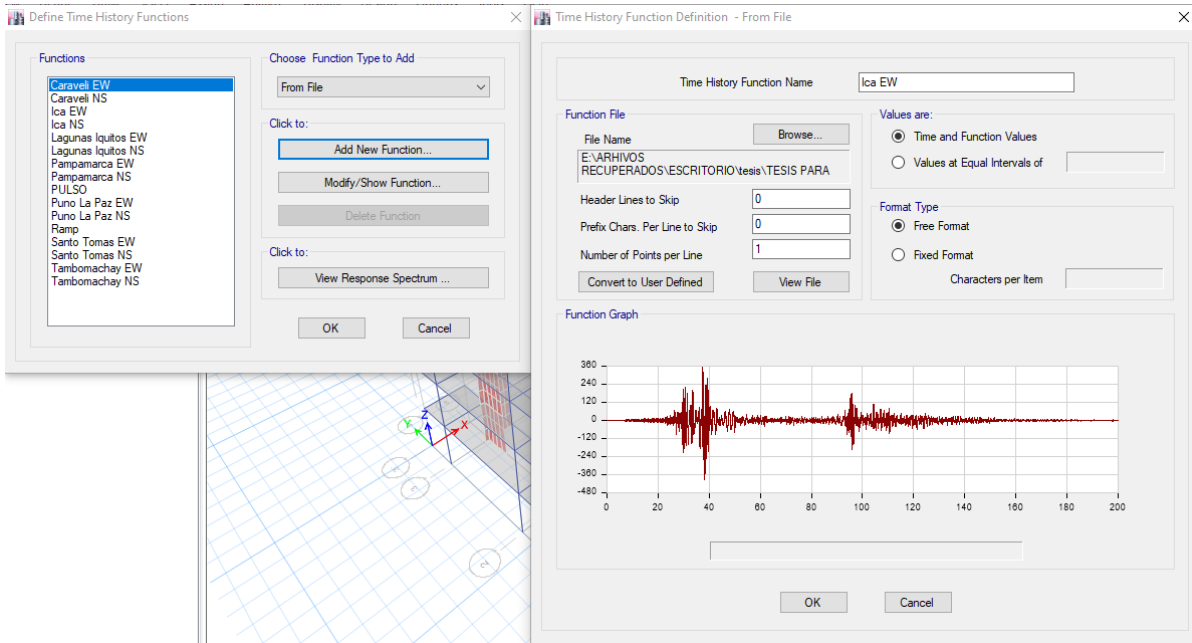 Define Time History Functions
Functions
Caraveli EW
Caraveli NS
Ica EW
Ica NS
Lagunas Iquitos EW
Lagunas Iquitos NS
Pampamarca EW
Pampamarca NS
PULSO
Puno La Paz EW
Puno La Paz NS
Ramp
Santo Tomas EW
Santo Tomas NS
Tambomachay EW
Tambomachay NS
Choose Function Type to Add
From File
Click to:
Add New Function...
Modify/Show Function...
Delete Function
Click to:
View Response Spectrum ...
OK
Cancel
Z
Y
X
Time History Function Definition - From File
Time History Function Name
Ica EW
Function File
File Name
Browse...
E:\ARHIVOS
RECUPERADOS\ESCRITORIO\tesis\TESIS PARA
Header Lines to Skip
0
Prefix Chars. Per Line to Skip
0
Number of Points per Line
1
Convert to User Defined
View File
Values are:
Time and Function Values
Values at Equal Intervals of
Format Type
Free Format
Fixed Format
Characters per Item
Function Graph
360
240
120
0
-120
-240
-360
-480
0 20 40 60 80 100 120 140 160 180 200
OK
Cancel